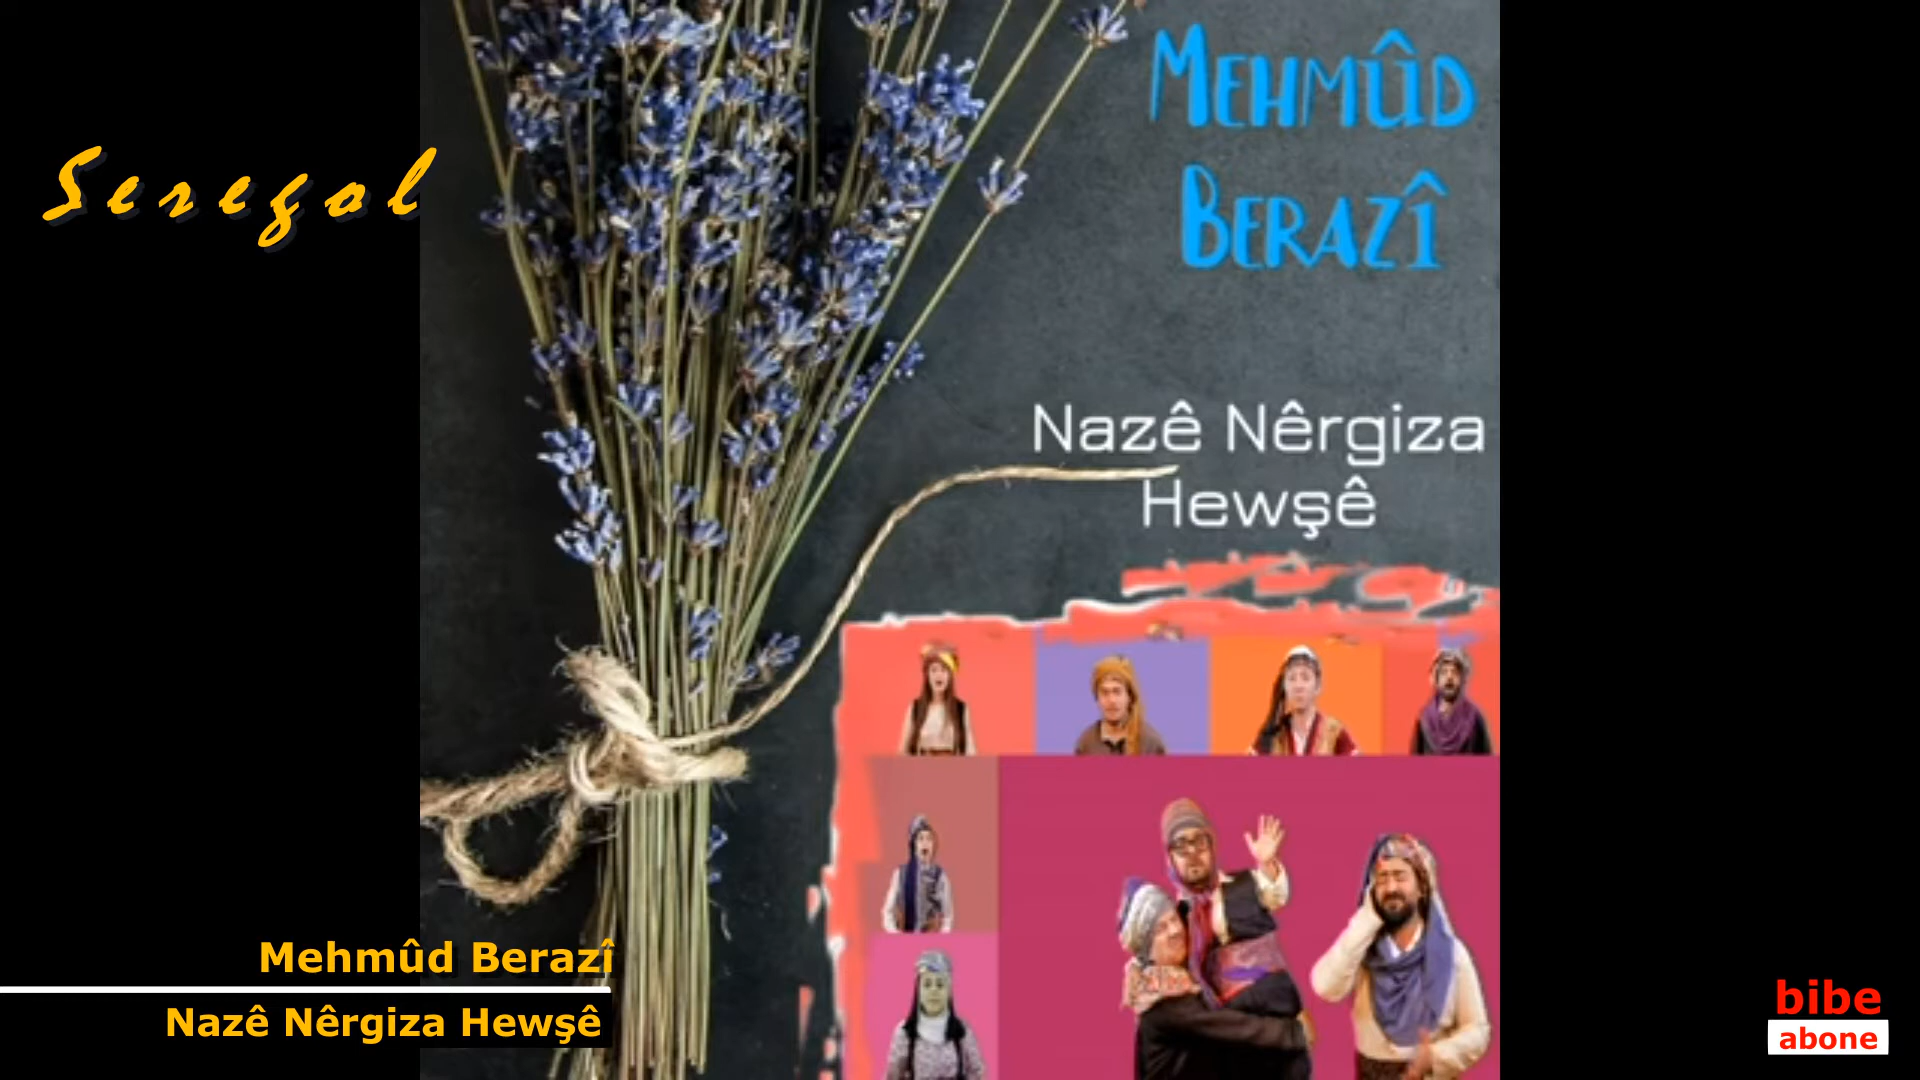 Seregol
MEHMÛD
BERAZÎ
Nazê Nêrgiza
Hewşê
Mehmûd Berazî
Nazê Nêrgiza Hewşê
bibe
abone